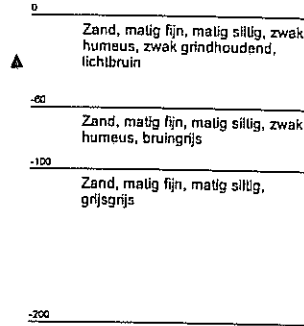 0
Zand, matig fijn, matig siltig, zwak
humeus, zwak grindhoudend,
lichtbruin
-60
Zand, matig fijn, matig siltig, zwak
humeus, bruingrijs
-100
Zand, matig fijn, matig siltig,
grijsgrijs
-200